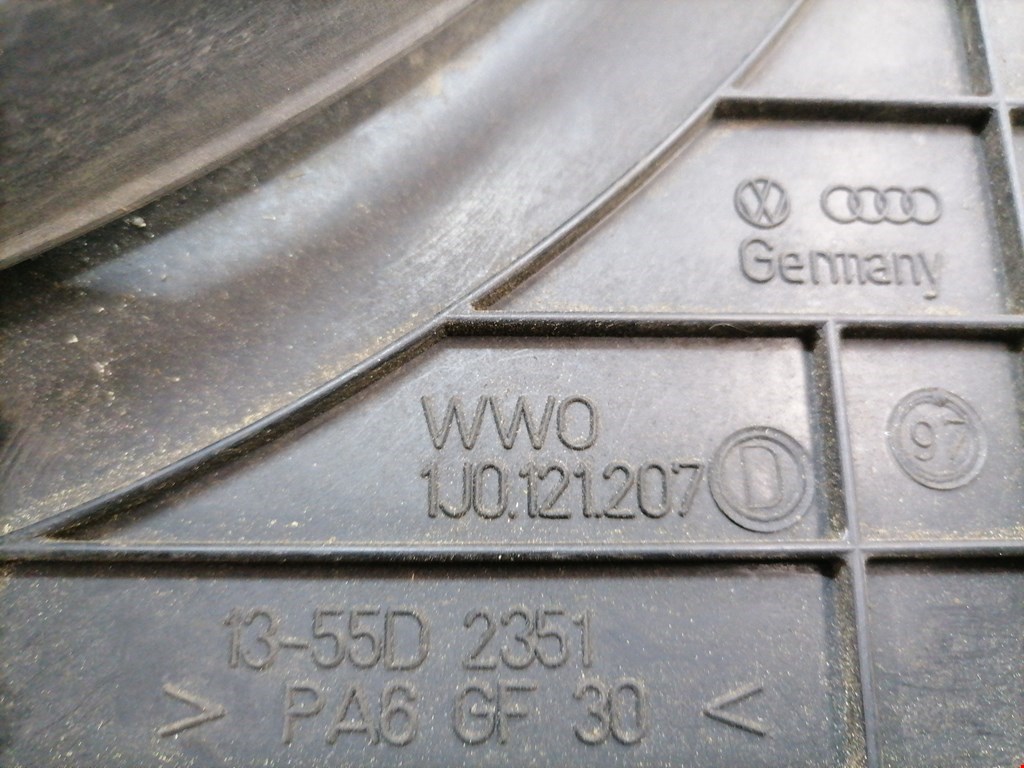 Germany
WWO
1J0.121.207 D
97
13-55D 2351
> PA6 GF 30 <